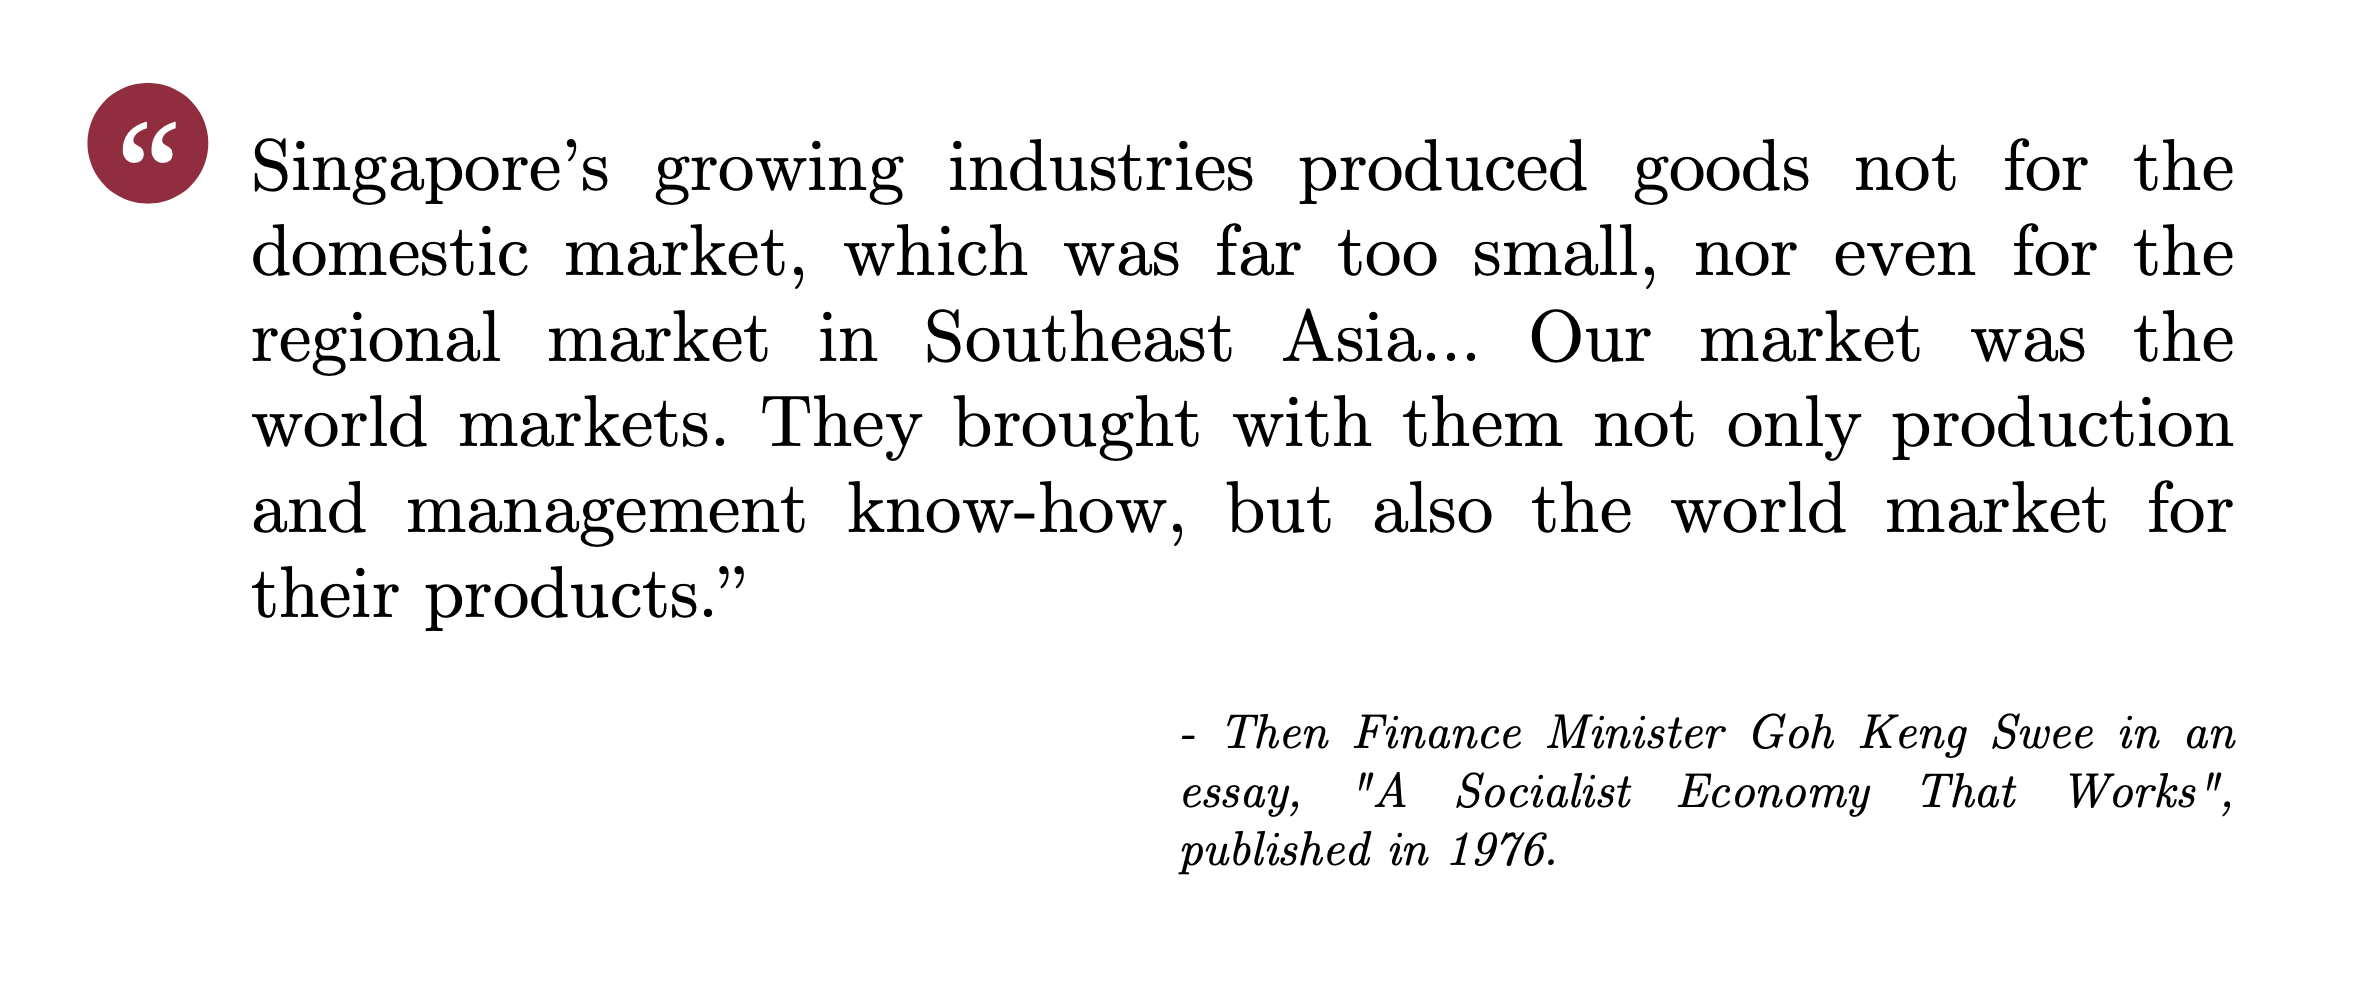 “
Singapore’s growing industries produced goods not for the
domestic market, which was far too small, nor even for the
regional market in Southeast Asia... Our market was the
world markets. They brought with them not only production
and management know-how, but also the world market for
their products.”
- Then Finance Minister Goh Keng Swee in an
essay, "A Socialist Economy That Works",
published in 1976.